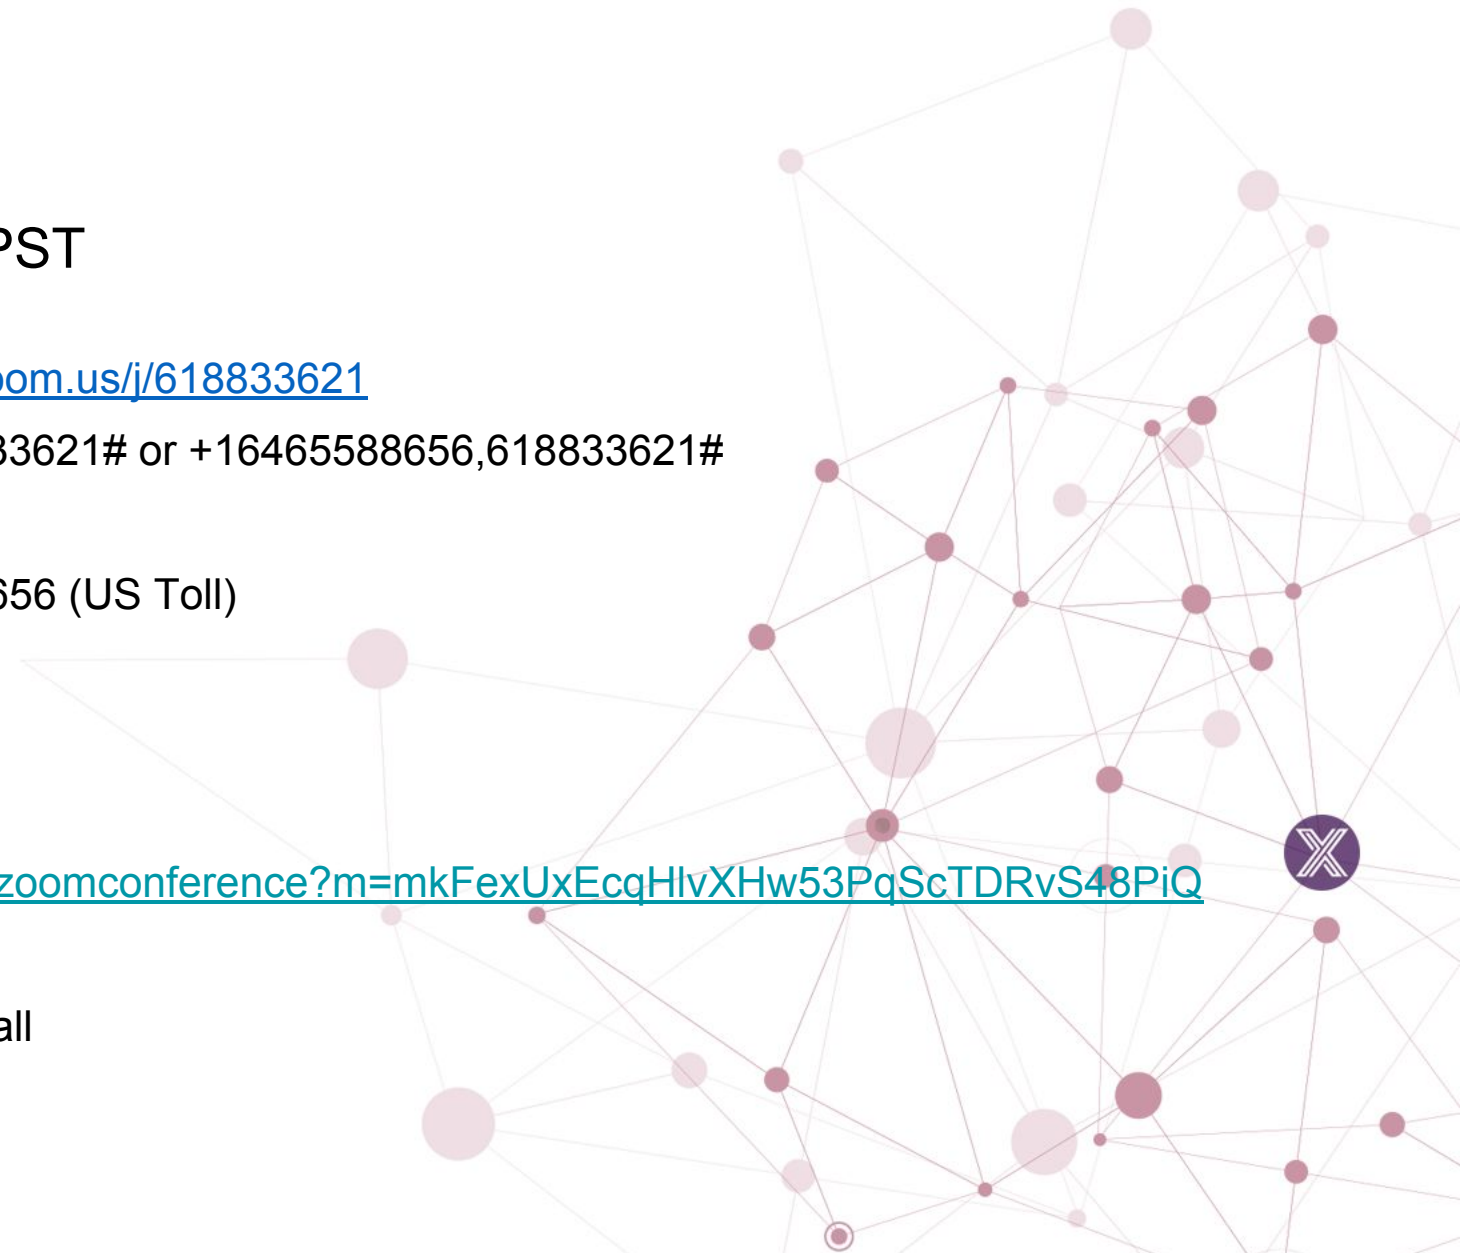 PST
oom.us/j/618833621
33621# or +16465588656,618833621#
656 (US Toll)
zoomconference?m=mkFexUxEcqHlvXHw53PqScTDRvS48PiQ
all